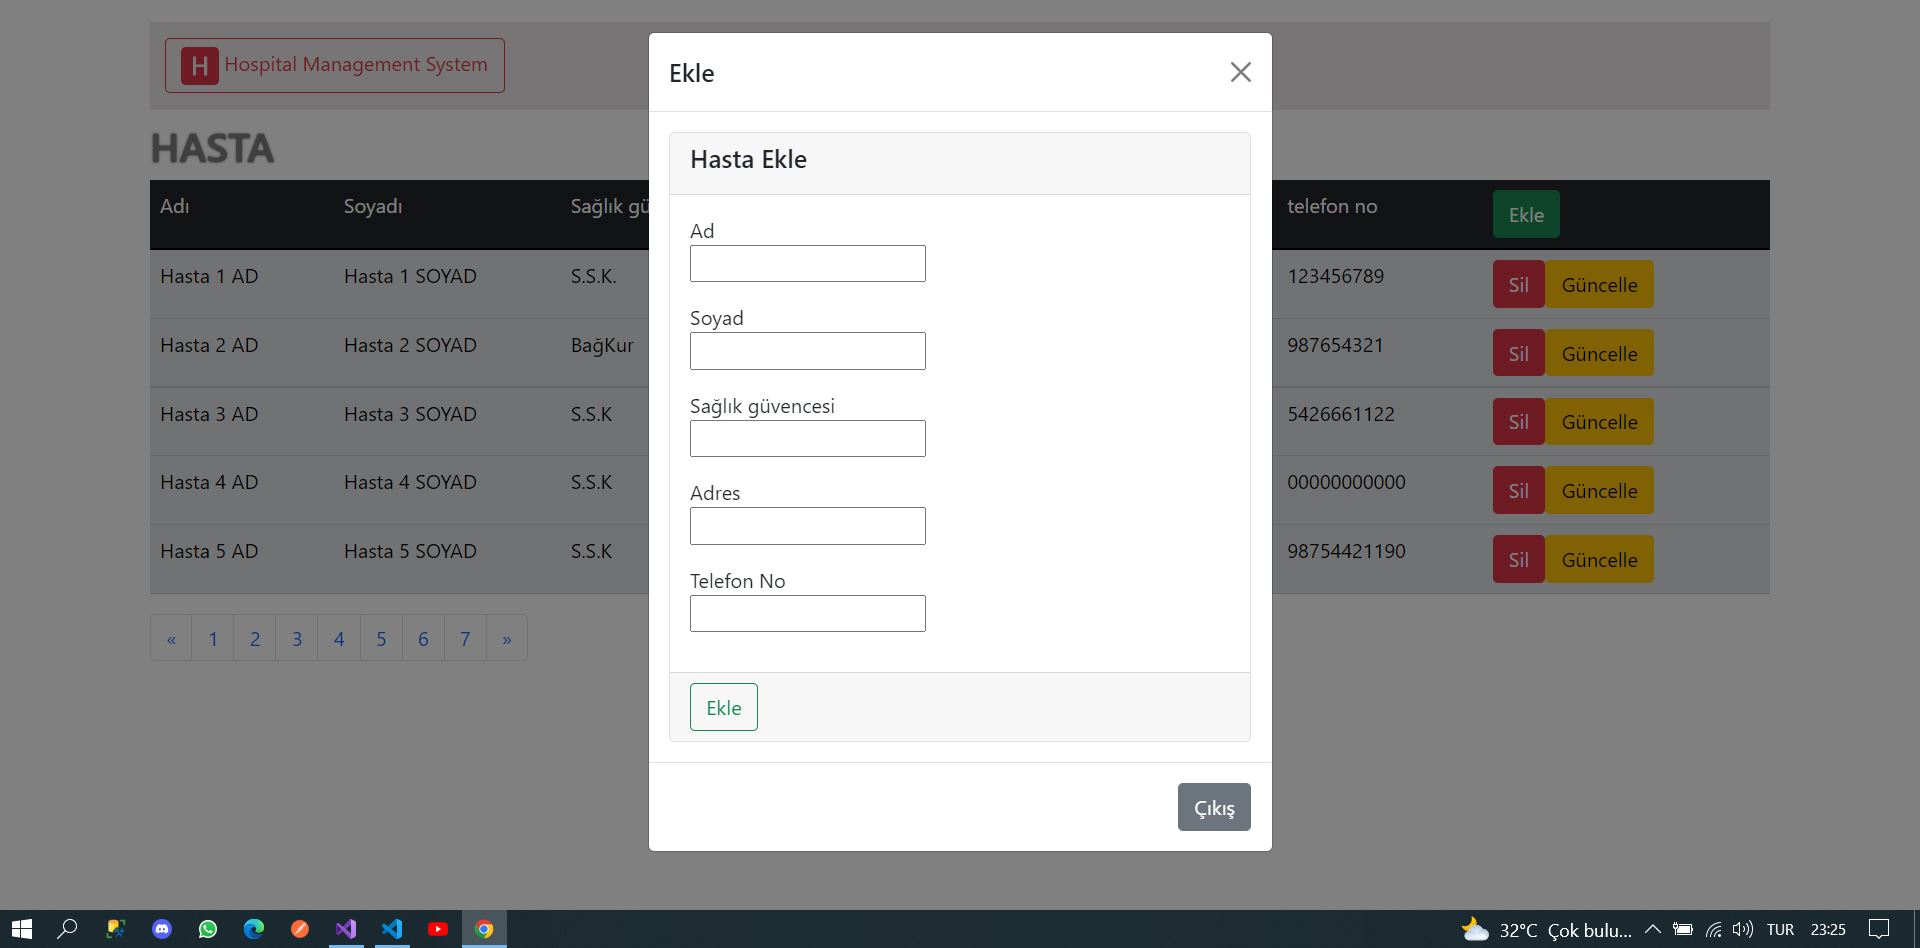 H Hospital Management System
HASTA
Adı Soyadı Sağlık gü telefon no Ekle
Hasta 1 AD Hasta 1 SOYAD S.S.K. 123456789 Sil Güncelle
Hasta 2 AD Hasta 2 SOYAD BağKur 987654321 Sil Güncelle
Hasta 3 AD Hasta 3 SOYAD S.S.K 5426661122 Sil Güncelle
Hasta 4 AD Hasta 4 SOYAD S.S.K 00000000000 Sil Güncelle
Hasta 5 AD Hasta 5 SOYAD S.S.K 98754421190 Sil Güncelle
« 1 2 3 4 5 6 7 »
Ekle
Hasta Ekle
Ad
Soyad
Sağlık güvencesi
Adres
Telefon No
Ekle
Çıkış
32°C Çok bulu... TUR 23:25